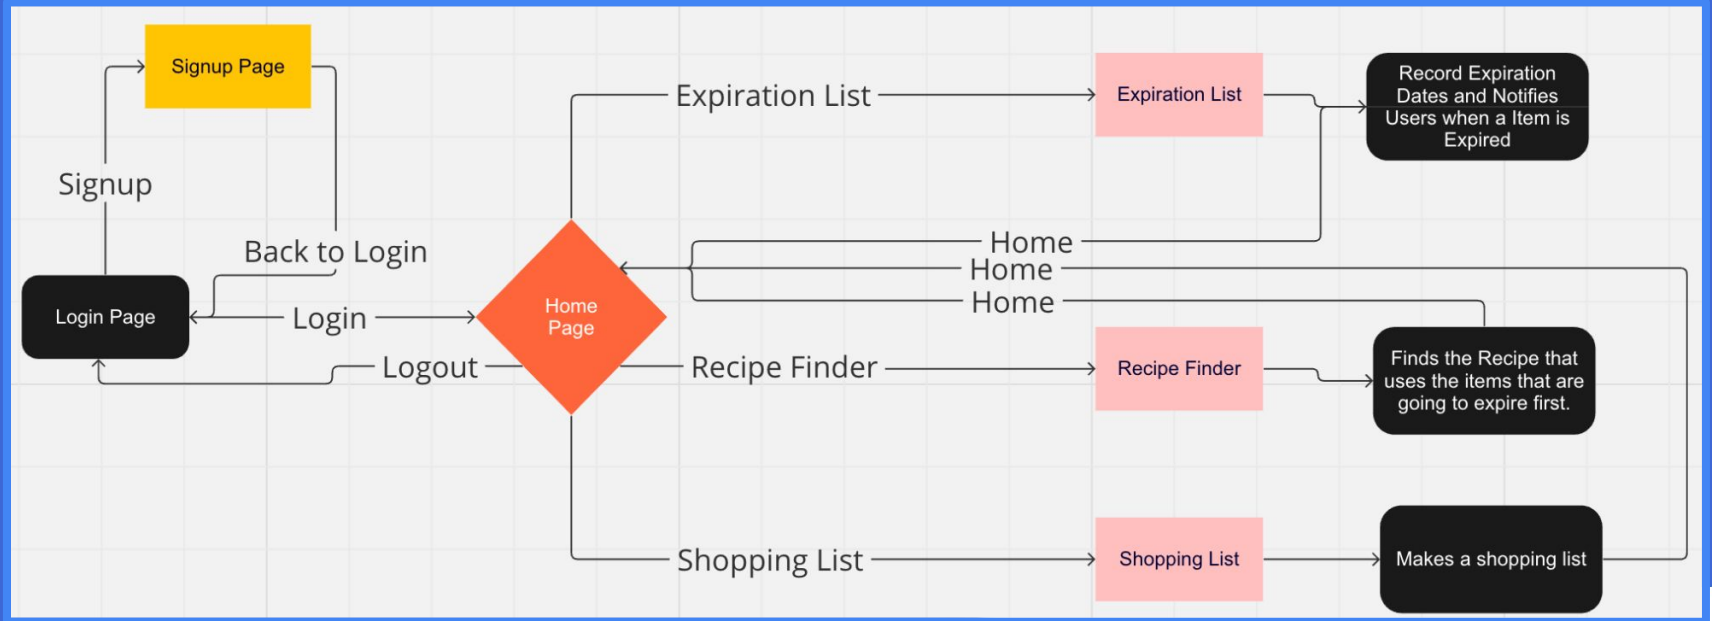 Signup Page
Signup
Back to Login
Login Page
Login
Logout
Home
Page
Expiration List
Expiration List
Record Expiration
Dates and Notifies
Users when a Item is
Expired
Home
Home
Home
Recipe Finder
Recipe Finder
Finds the Recipe that
uses the items that are
going to expire first.
Shopping List
Shopping List
Makes a shopping list